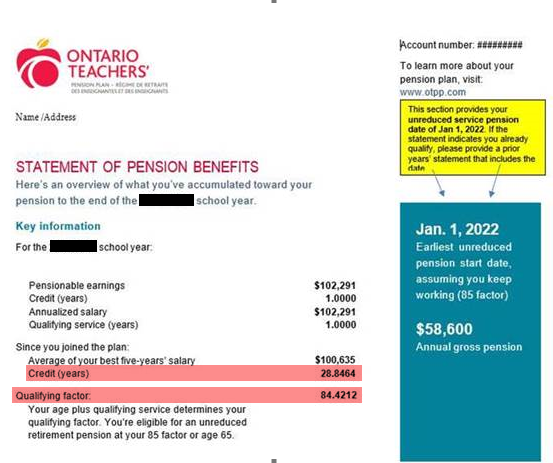 ONTARIO
TEACHERS'
PENSION PLAN – RÉGIME DE RETRAITE
DES ENSEIGNANTES ET DES ENSEIGNANTS
Name /Address
STATEMENT OF PENSION BENEFITS
Here's an overview of what you've accumulated toward your
pension to the end of the school year.
Key information
For the school year:
Pensionable earnings $102,291
Credit (years) 1.0000
Annualized salary $102,291
Qualifying service (years) 1.0000
Since you joined the plan:
Average of your best five-years' salary $100,635
Credit (years) 28.8464
Qualifying factor: 84.4212
Your age plus qualifying service determines your
qualifying factor. You're eligible for an unreduced
retirement pension at your 85 factor or age 65.
Account number: #########
To learn more about your
pension plan, visit:
www.otpp.com
This section provides your
unreduced service pension
date of Jan 1, 2022. If the
statement indicates you already
qualify, please provide a prior
years' statement that includes the
date
Jan. 1, 2022
Earliest unreduced
pension start date,
assuming you keep
working (85 factor)
$58,600
Annual gross pension